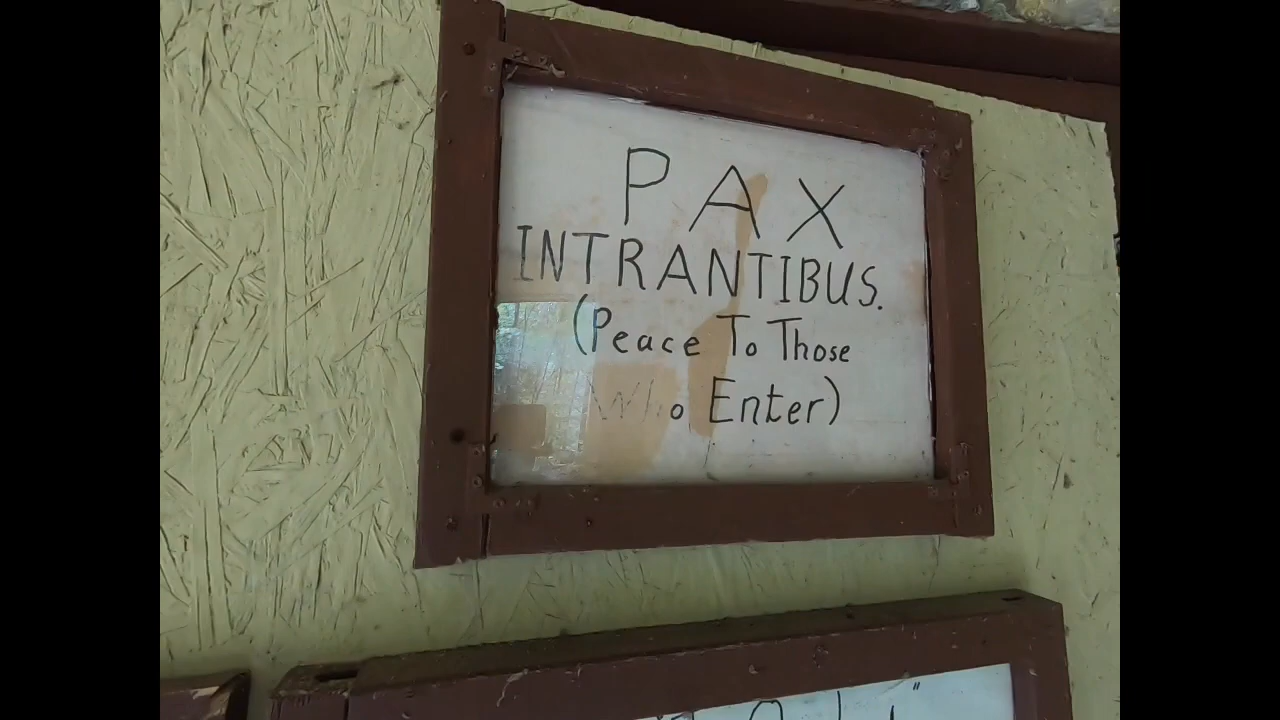 PAX
INTRANTIBUS.
(Peace To Those
Who Enter)